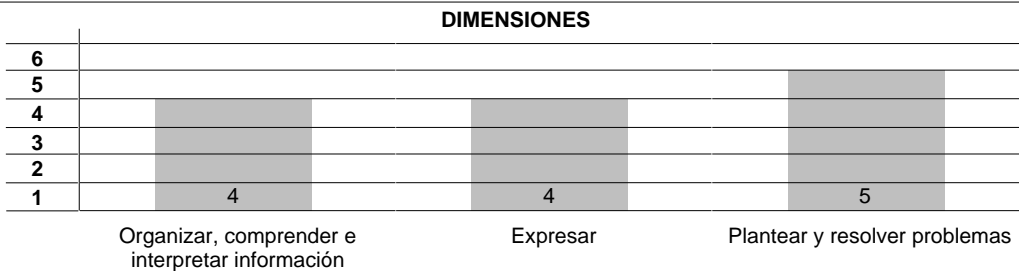 DIMENSIONES
6
5
4
3
2
1 4 4 5
Organizar, comprender e interpretar información
Expresar
Plantear y resolver problemas